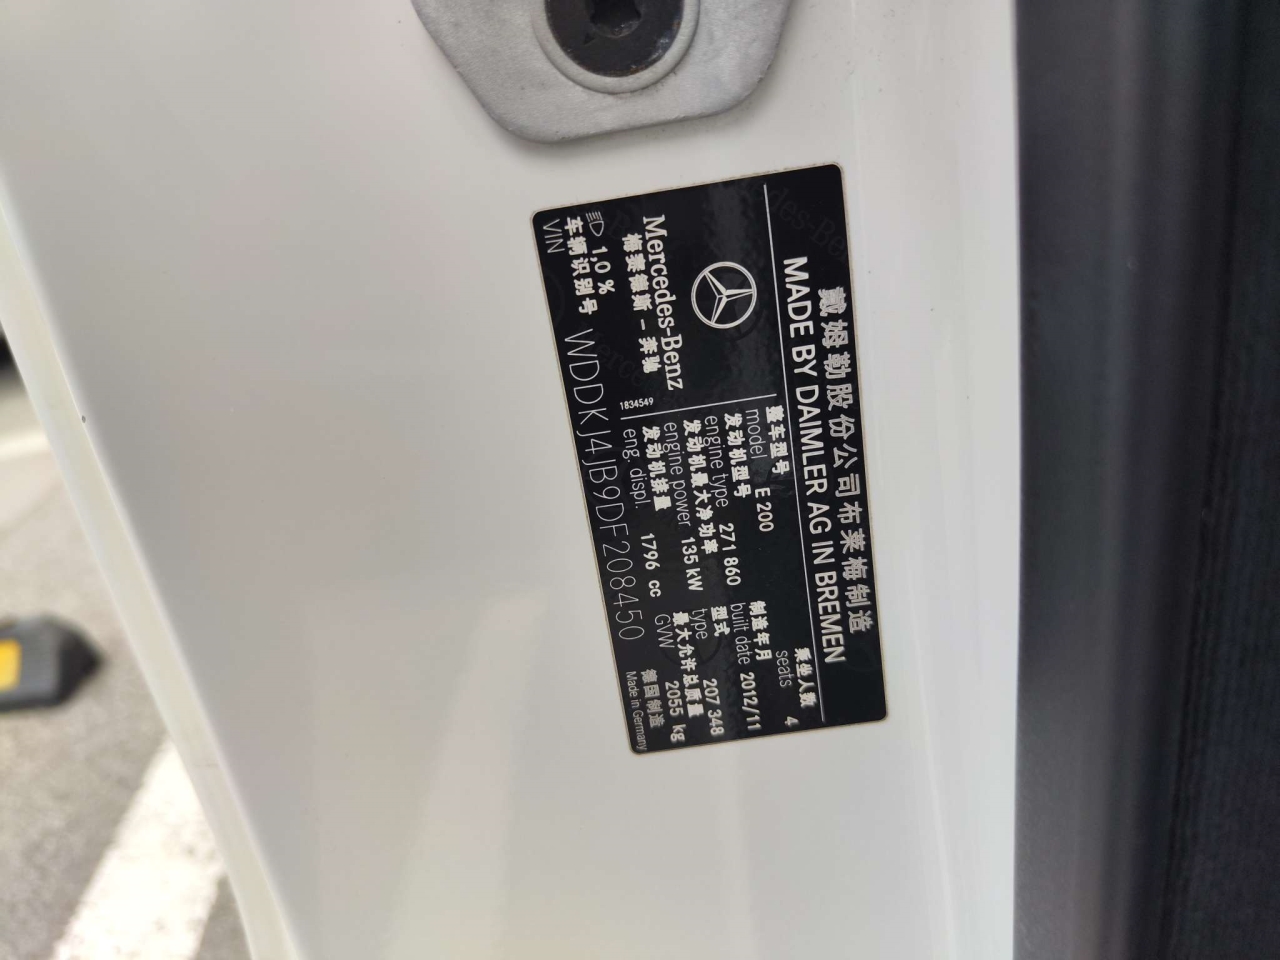 戴姆勒股份公司布莱梅制造
MADE BY DAIMLER AG IN BREMEN
Mercedes-Benz
梅赛德斯-奔驰
1,0 %
1834549
乘坐人数
seats 4
整车型号
model E 200
制造年月
built date 2012/11
发动机型号
engine type 271 860
型式
type 207 348
发动机最大净功率
engine power 135 kW
最大允许总质量
GVW 2055 kg
发动机排量
eng. displ. 1796 cc
德国制造
Made in Germany
车辆识别号
VIN WDDKJ4JB9DF208450